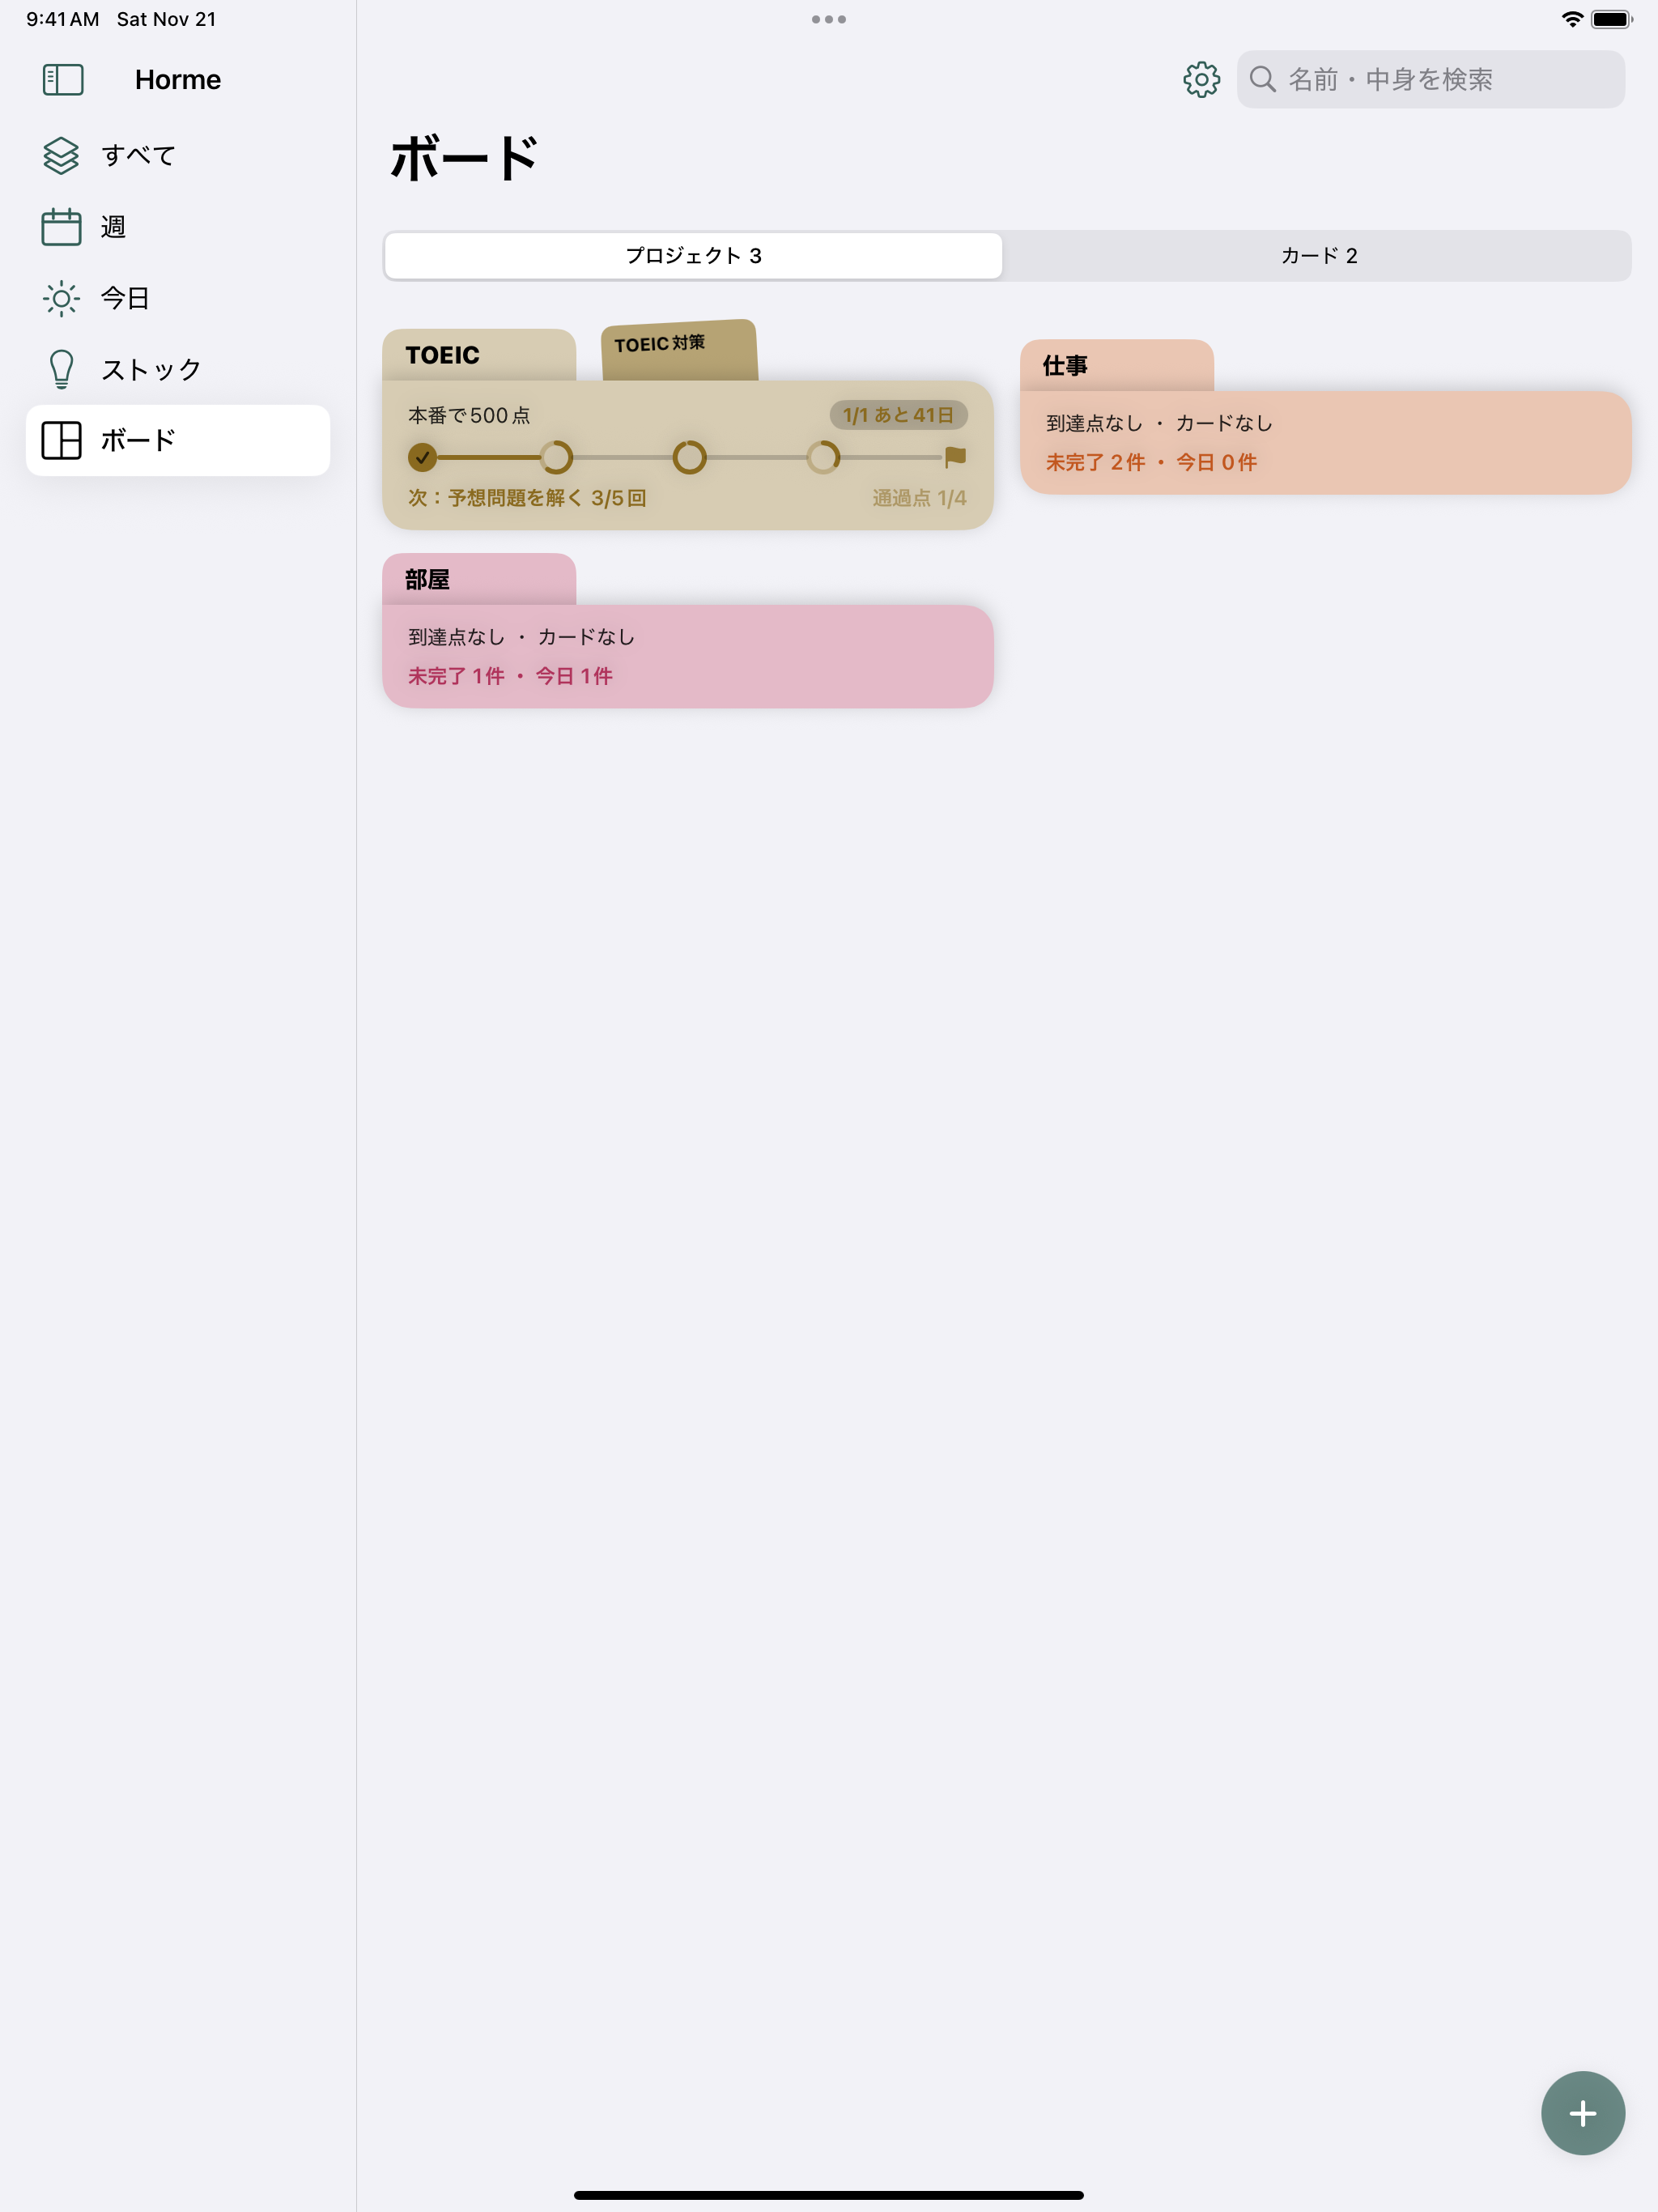 9:41 AM Sat Nov 21
Horme
すべて
週
今日
ストック
ボード
名前・中身を検索
ボード
プロジェクト 3
カード 2
TOEIC
TOEIC 対策
本番で500点
1/1 あと41日
次：予想問題を解く 3/5回
通過点 1/4
仕事
到達点なし ・ カードなし
未完了 2件 ・ 今日 0件
部屋
到達点なし ・ カードなし
未完了 1件 ・ 今日 1件